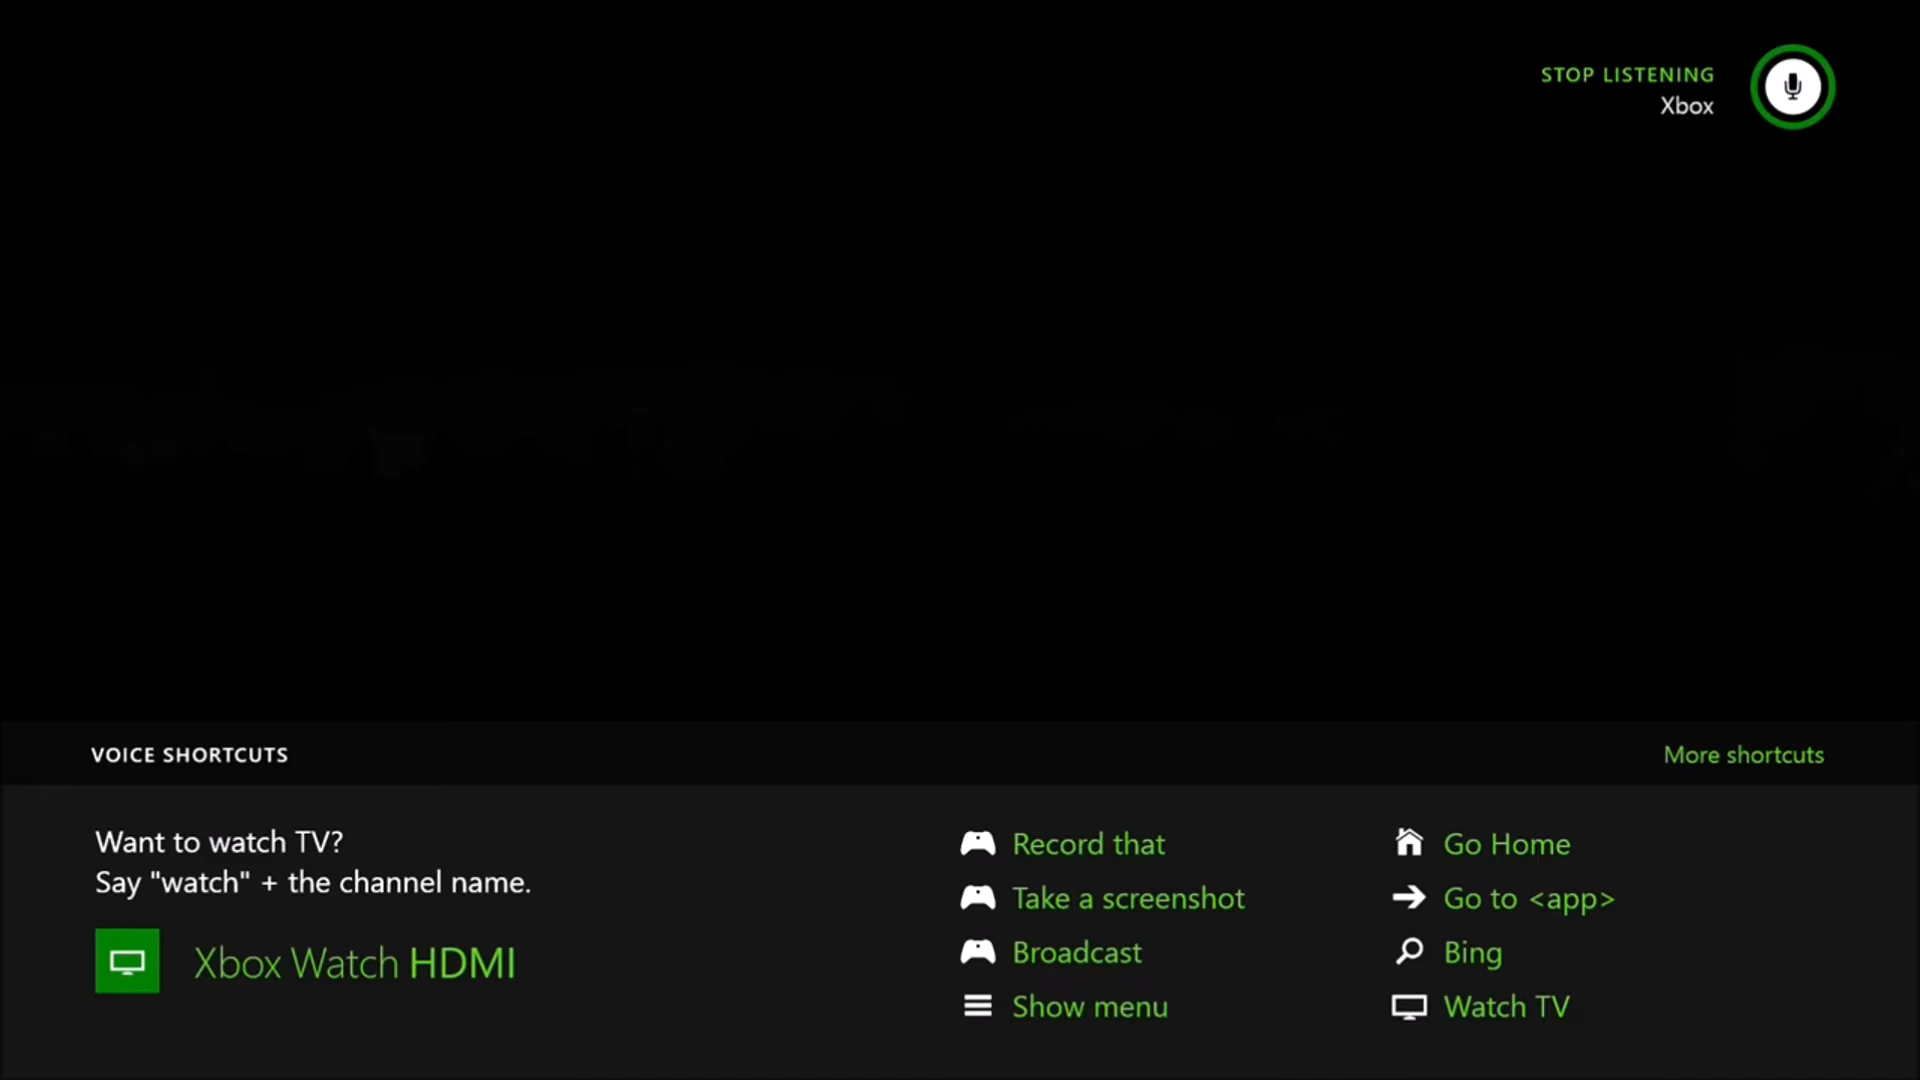 STOP LISTENING
Xbox
VOICE SHORTCUTS
More shortcuts
Want to watch TV?
Say "watch" + the channel name.
Xbox Watch HDMI
Record that
Take a screenshot
Broadcast
Show menu
Go Home
Go to <app>
Bing
Watch TV